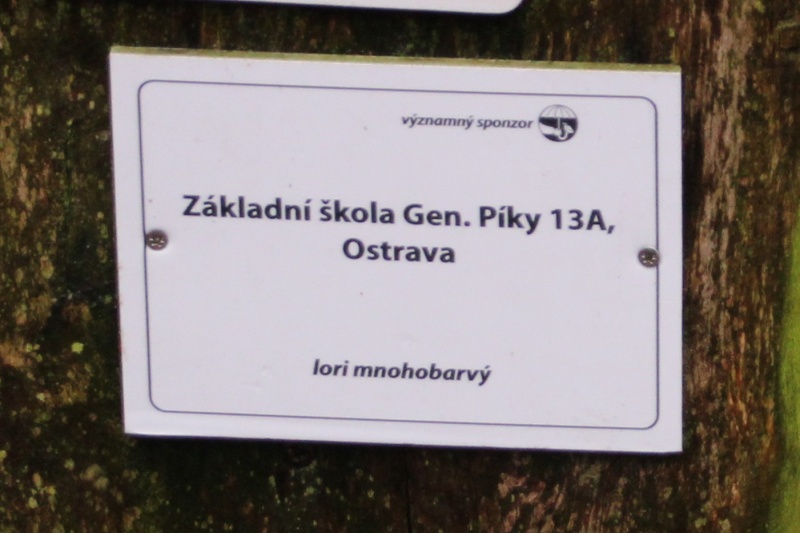 významný sponzor
Základní škola Gen. Píky 13A,
Ostrava
lori mnohobarvý